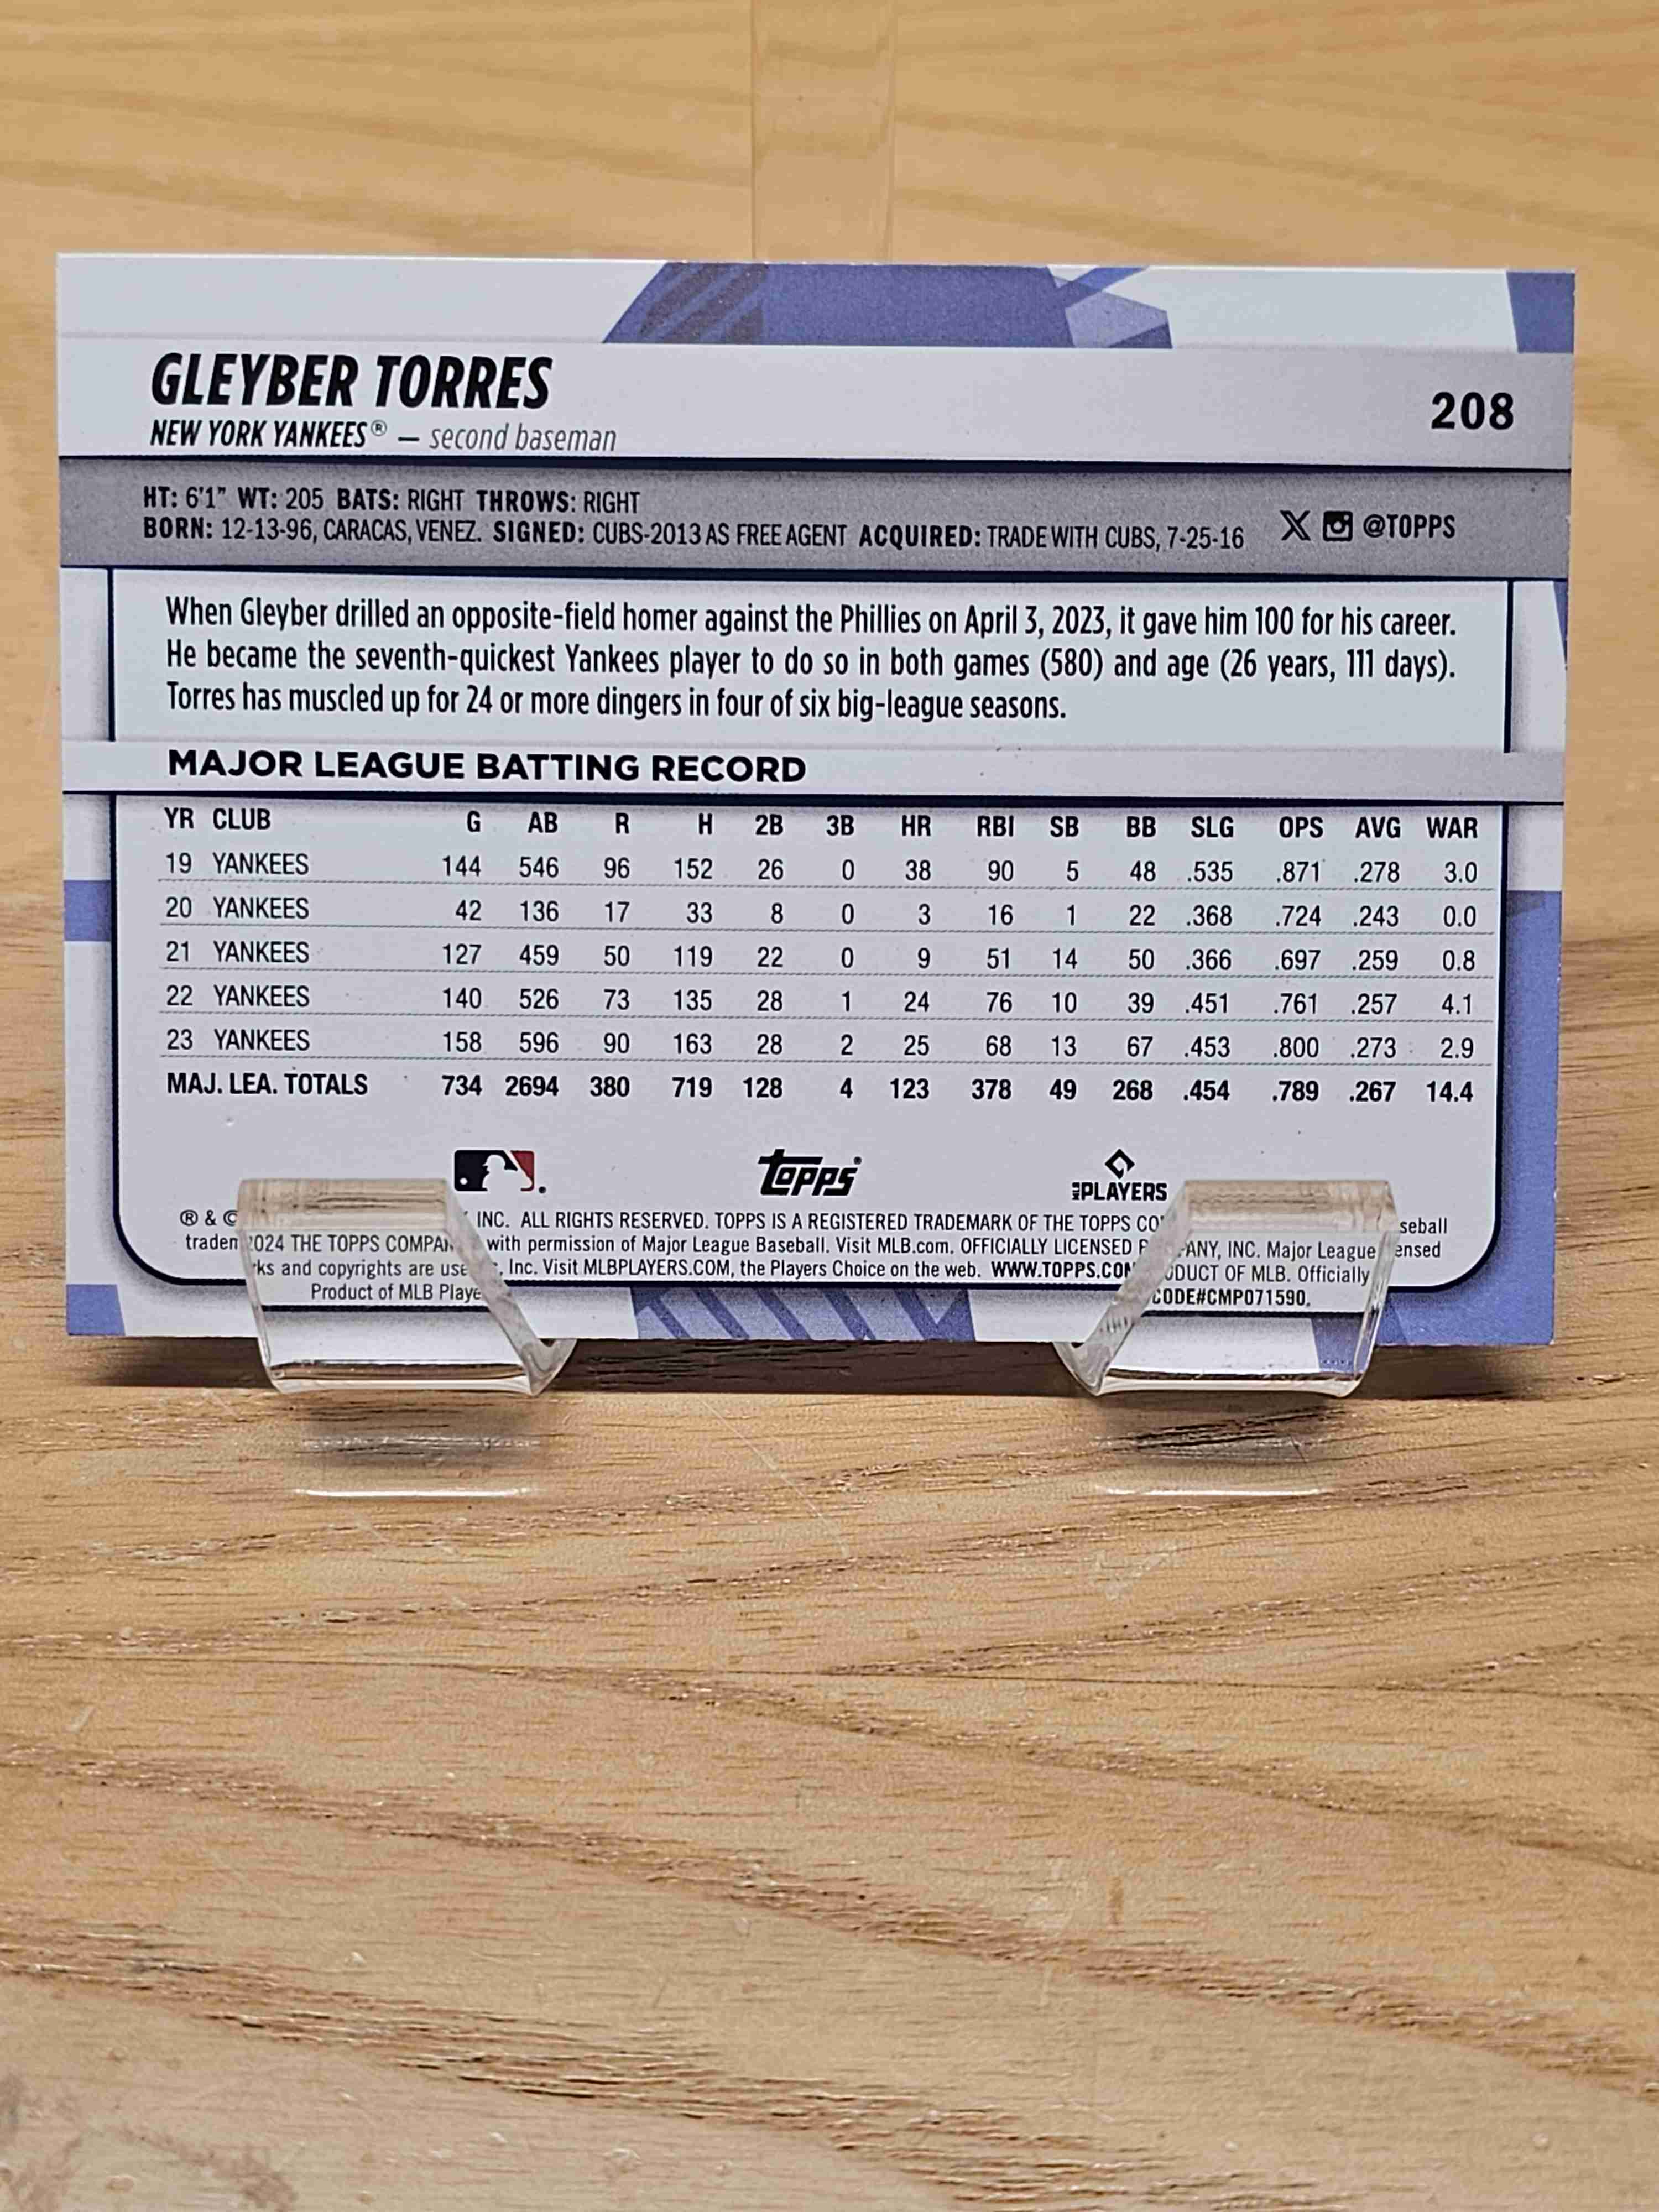 GLEYBER TORRES
208
NEW YORK YANKEES® — second baseman
HT: 6'1" WT: 205 BATS: RIGHT THROWS: RIGHT
BORN: 12-13-96, CARACAS, VENEZ. SIGNED: CUBS-2013 AS FREE AGENT ACQUIRED: TRADE WITH CUBS, 7-25-16
@TOPPS
When Gleyber drilled an opposite-field homer against the Phillies on April 3, 2023, it gave him 100 for his career.
He became the seventh-quickest Yankees player to do so in both games (580) and age (26 years, 111 days).
Torres has muscled up for 24 or more dingers in four of six big-league seasons.
MAJOR LEAGUE BATTING RECORD
YR CLUB G AB R H 2B 3B HR RBI SB BB SLG OPS AVG WAR
19 YANKEES 144 546 96 152 26 0 38 90 5 48 .535 .871 .278 3.0
20 YANKEES 42 136 17 33 8 0 3 16 1 22 .368 .724 .243 0.0
21 YANKEES 127 459 50 119 22 0 9 51 14 50 .366 .697 .259 0.8
22 YANKEES 140 526 73 135 28 1 24 76 10 39 .451 .761 .257 4.1
23 YANKEES 158 596 90 163 28 2 25 68 13 67 .453 .800 .273 2.9
MAJ. LEA. TOTALS 734 2694 380 719 128 4 123 378 49 268 .454 .789 .267 14.4
Topps
MLB PLAYERS
® & © 2024 THE TOPPS COMPANY, INC. ALL RIGHTS RESERVED. TOPPS IS A REGISTERED TRADEMARK OF THE TOPPS COMPANY, INC. Major League Baseball
trademarks and copyrights are used with permission of Major League Baseball. Visit MLB.com. OFFICIALLY LICENSED PRODUCT OF MLB. Officially Licensed
Product of MLB Players, Inc. Visit MLBPLAYERS.COM, the Players Choice on the web. WWW.TOPPS.COM CODE#CMP071590.